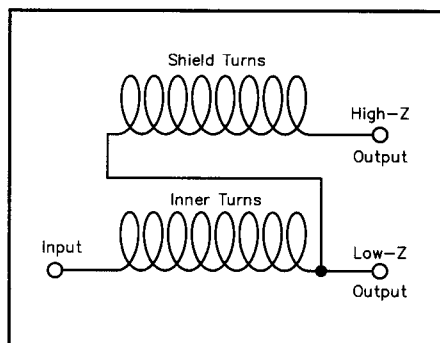 Shield Turns
High-Z
Output
Inner Turns
Input
Low-Z
Output